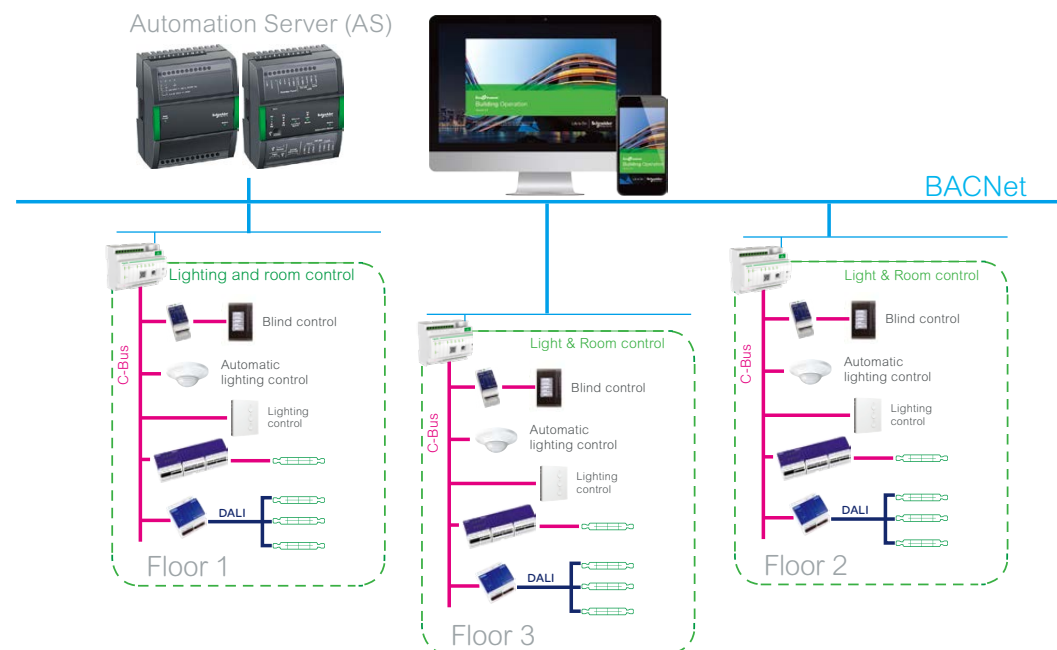 Automation Server (AS)
Building Operation
BACNet
Lighting and room control
C-Bus
Blind control
Automatic
lighting control
Lighting
control
DALI
Floor 1
Light & Room control
C-Bus
Blind control
Automatic
lighting control
Lighting
control
DALI
Floor 3
Light & Room control
C-Bus
Blind control
Automatic
lighting control
Lighting
control
DALI
Floor 2